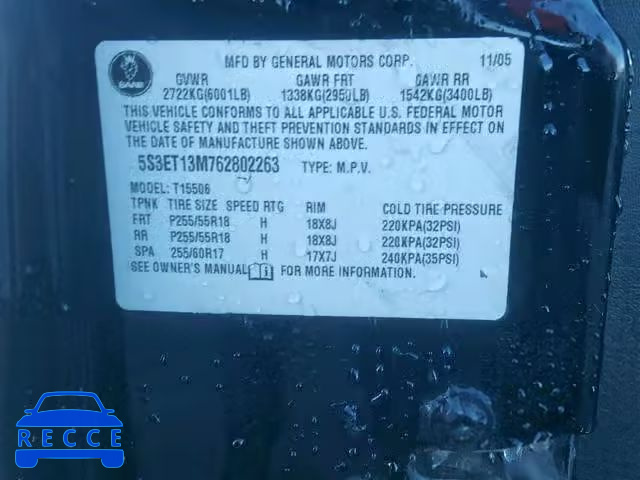 SAAB
MFD BY GENERAL MOTORS CORP. 11/05
GVWR GAWR FRT GAWR RR
2722KG(6001LB) 1338KG(2950LB) 1542KG(3400LB)
THIS VEHICLE CONFORMS TO ALL APPLICABLE U.S. FEDERAL MOTOR
VEHICLE SAFETY AND THEFT PREVENTION STANDARDS IN EFFECT ON
THE DATE OF MANUFACTURE SHOWN ABOVE.
5S3ET13M762802263 TYPE: M.P.V.
MODEL: T15506
TPNK TIRE SIZE SPEED RTG RIM COLD TIRE PRESSURE
FRT P255/55R18 H 18X8J 220KPA(32PSI)
RR P255/55R18 H 18X8J 220KPA(32PSI)
SPA 255/60R17 H 17X7J 240KPA(35PSI)
SEE OWNER'S MANUAL FOR MORE INFORMATION.
RECCE